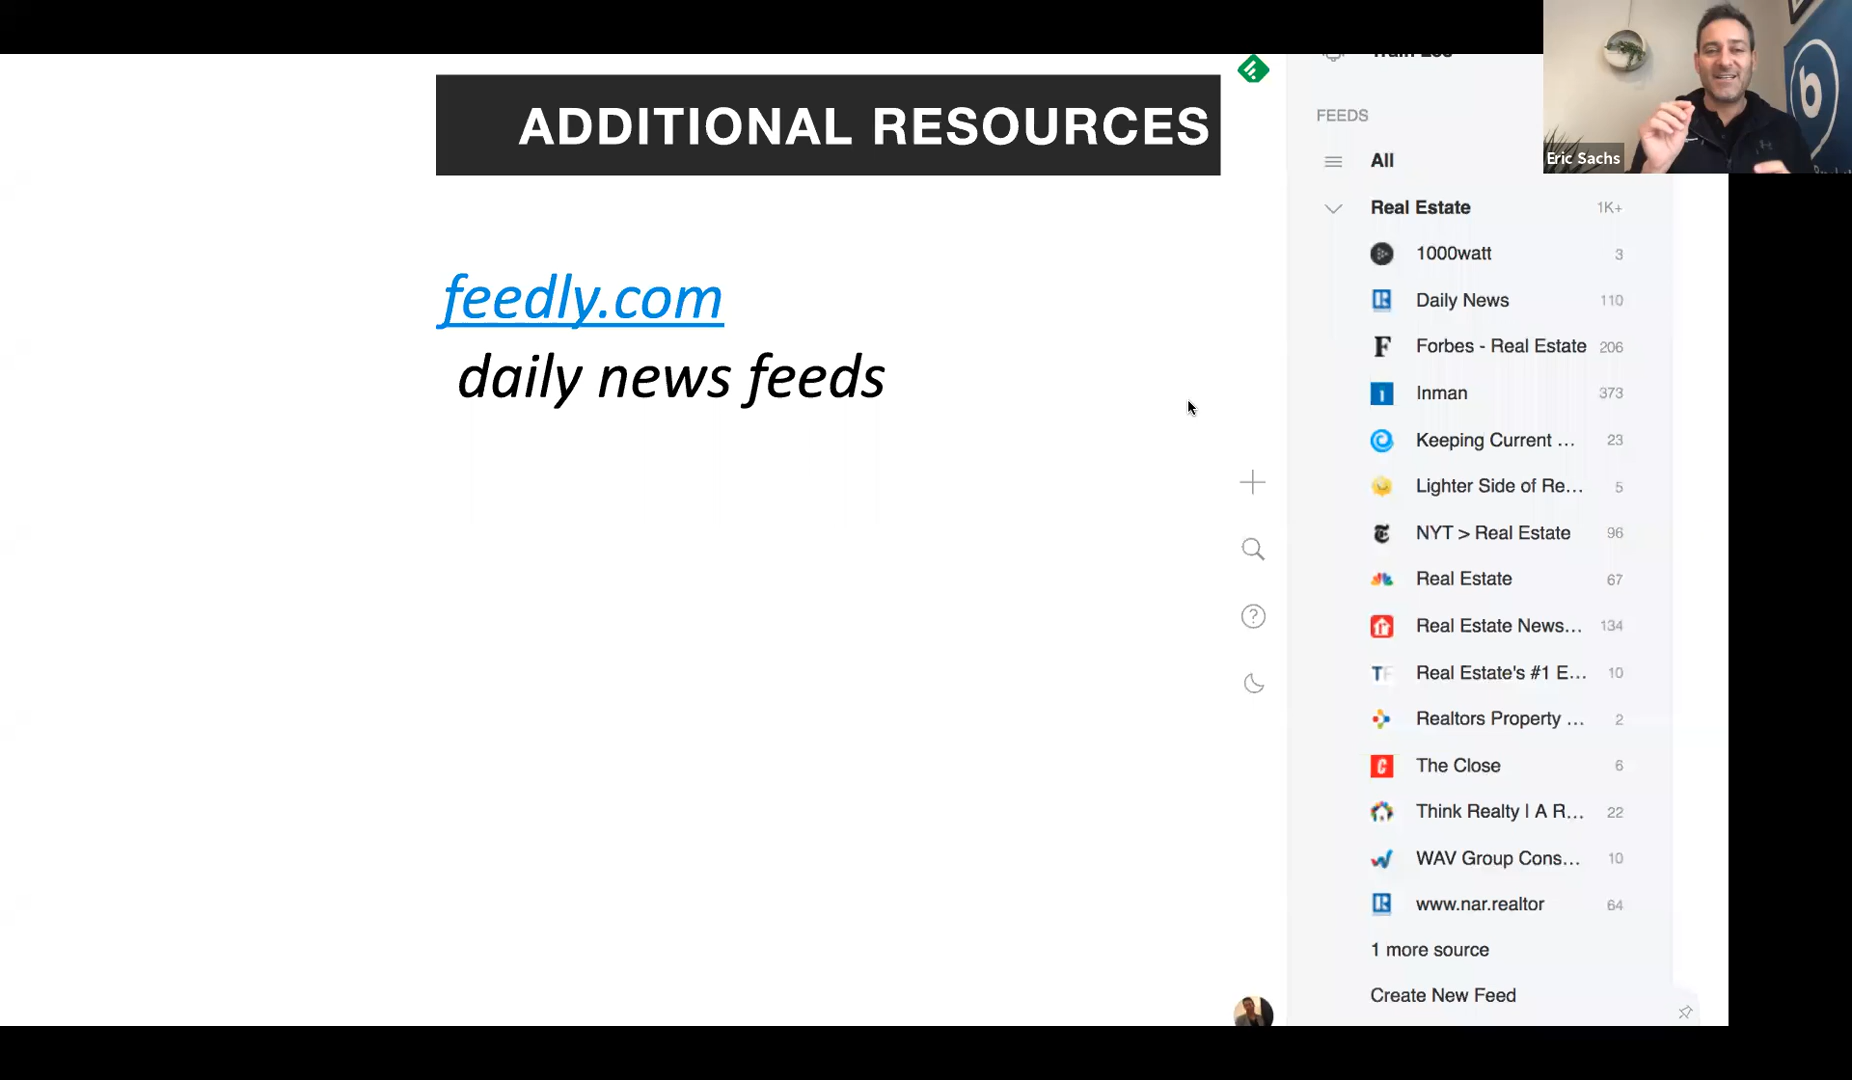 ADDITIONAL RESOURCES
feedly.com
daily news feeds
FEEDS
All
Real Estate 1K+
1000watt 3
Daily News 110
Forbes - Real Estate 206
Inman 373
Keeping Current ... 23
Lighter Side of Re... 5
NYT > Real Estate 96
Real Estate 67
Real Estate News... 134
Real Estate's #1 E... 10
Realtors Property ... 2
The Close 6
Think Realty | A R... 22
WAV Group Cons... 10
www.nar.realtor 64
1 more source
Create New Feed
Eric Sachs
b